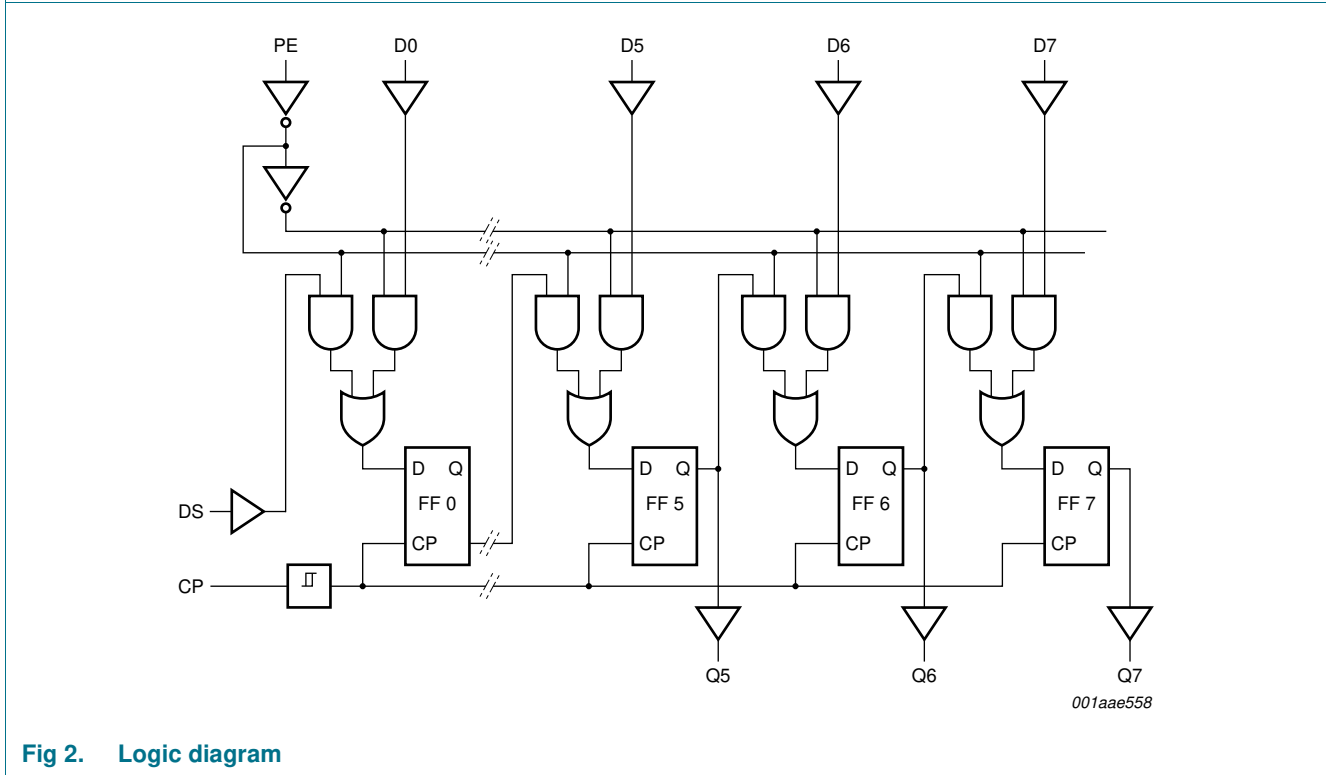 PE D0 D5 D6 D7
D Q D Q D Q D Q
FF 0 FF 5 FF 6 FF 7
DS
CP CP CP CP
CP
Q5 Q6 Q7
001aae558
Fig 2. Logic diagram